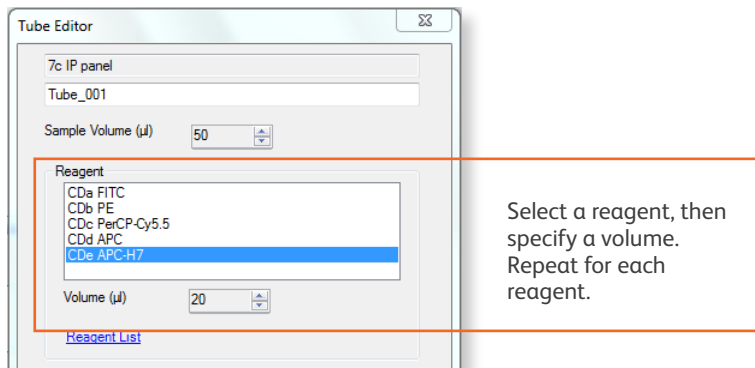 Tube Editor
7c IP panel
Tube_001
Sample Volume (µl) 50
Reagent
CDa FITC
CDb PE
CDc PerCP-Cy5.5
CDd APC
CDe APC-H7
Volume (µl) 20
Reagent List
Select a reagent, then
specify a volume.
Repeat for each
reagent.